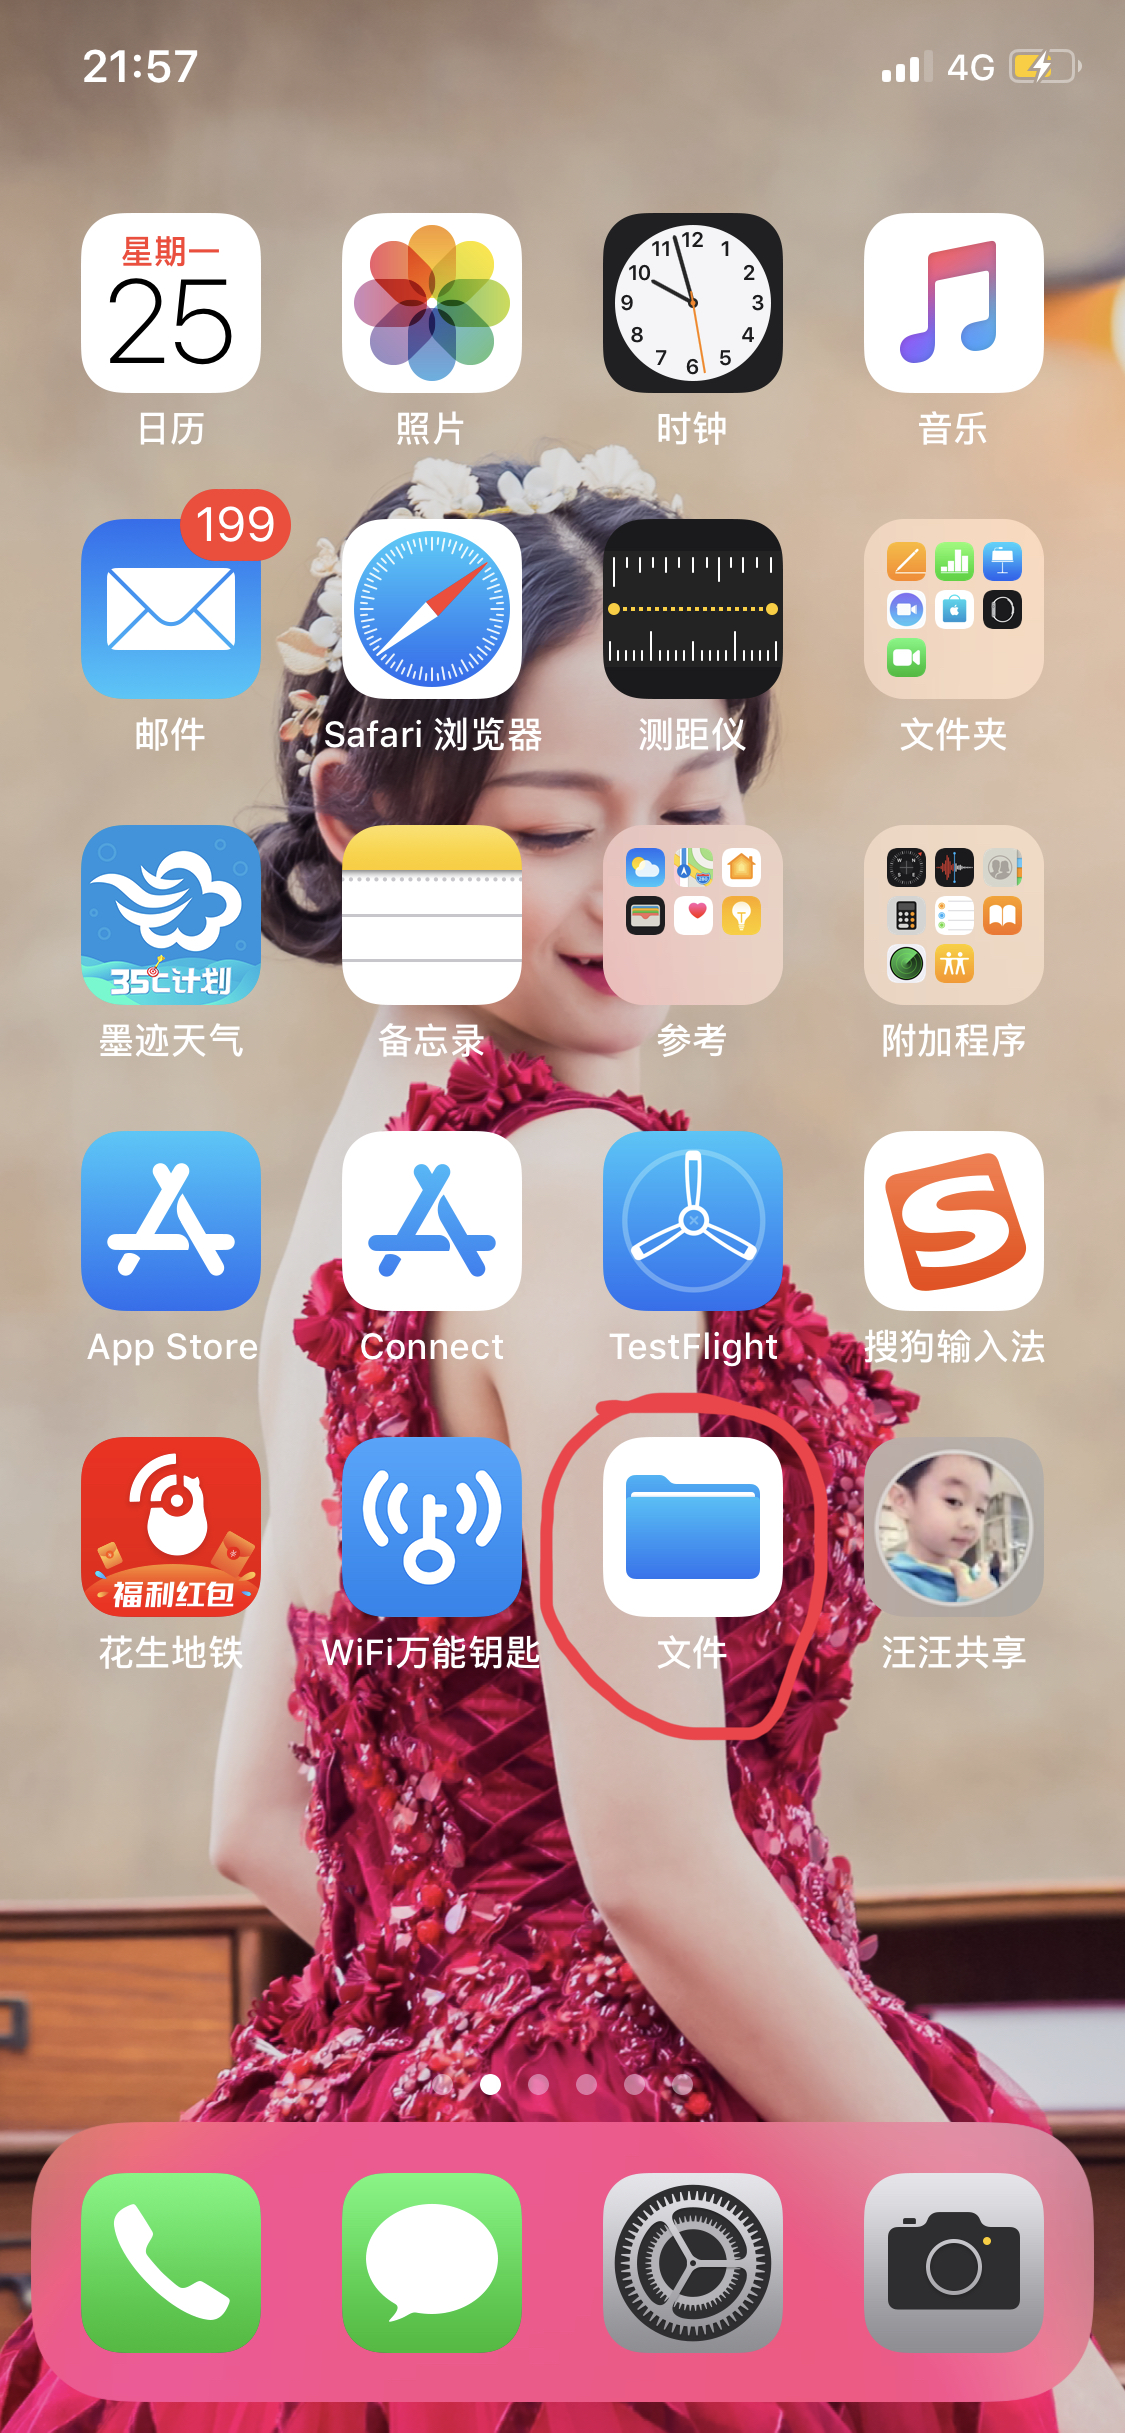 21:57
4G
星期一
25
12
11 1
10 2
9 3
8 4
7 5
6
日历
照片
时钟
音乐
199
邮件
Safari 浏览器
测距仪
文件夹
35℃计划
墨迹天气
备忘录
参考
附加程序
App Store
Connect
TestFlight
搜狗输入法
福利红包
花生地铁
WiFi万能钥匙
文件
汪汪共享